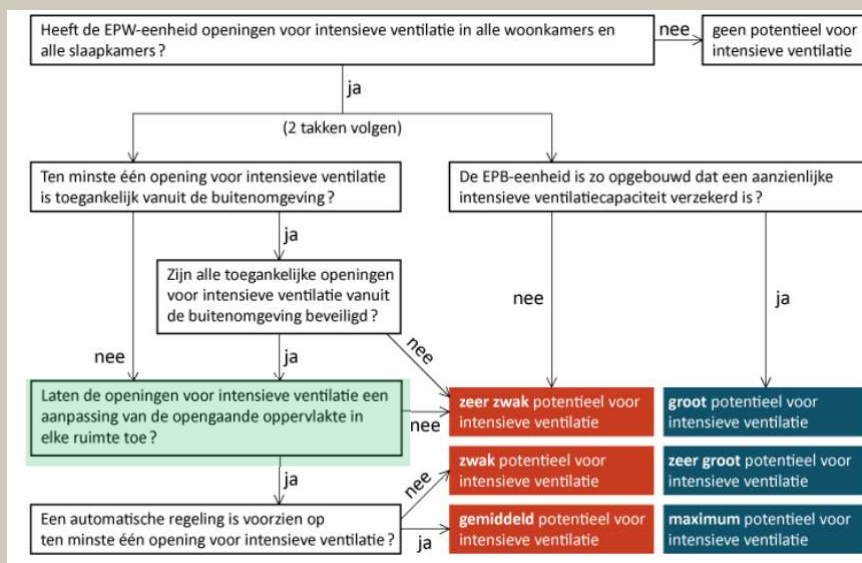 Heeft de EPW-eenheid openingen voor intensieve ventilatie in alle woonkamers en
alle slaapkamers ?
nee
geen potentieel voor
intensieve ventilatie
ja
(2 takken volgen)
Ten minste één opening voor intensieve ventilatie
is toegankelijk vanuit de buitenomgeving ?
De EPB-eenheid is zo opgebouwd dat een aanzienlijke
intensieve ventilatiecapaciteit verzekerd is ?
ja
Zijn alle toegankelijke openingen
voor intensieve ventilatie vanuit
de buitenomgeving beveiligd ?
nee
ja
nee
ja
nee
Laten de openingen voor intensieve ventilatie een
aanpassing van de opengaande oppervlakte in
elke ruimte toe ?
nee
zeer zwak potentieel voor
intensieve ventilatie
groot potentieel voor
intensieve ventilatie
ja
nee
zwak potentieel voor
intensieve ventilatie
zeer groot potentieel voor
intensieve ventilatie
Een automatische regeling is voorzien op
ten minste één opening voor intensieve ventilatie ?
ja
gemiddeld potentieel voor
intensieve ventilatie
maximum potentieel voor
intensieve ventilatie